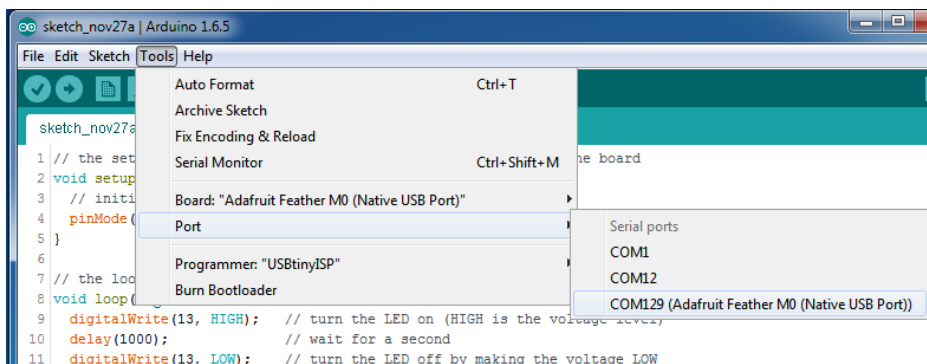 sketch_nov27a | Arduino 1.6.5
File Edit Sketch Tools Help
Auto Format Ctrl+T
Archive Sketch
sketch_nov27a
Fix Encoding & Reload
Serial Monitor Ctrl+Shift+M
1 // the set he board
2 void setup
3 // initi
Board: "Adafruit Feather M0 (Native USB Port)"
4 pinMode(
Port
Serial ports
5 }
COM1
6
Programmer: "USBtinyISP"
7 // the loo
COM12
Burn Bootloader
8 void loop(
COM129 (Adafruit Feather M0 (Native USB Port))
9 digitalWrite(13, HIGH); // turn the LED on (HIGH is the voltage level)
10 delay(1000); // wait for a second
11 digitalWrite(13, LOW); // turn the LED off by making the voltage LOW